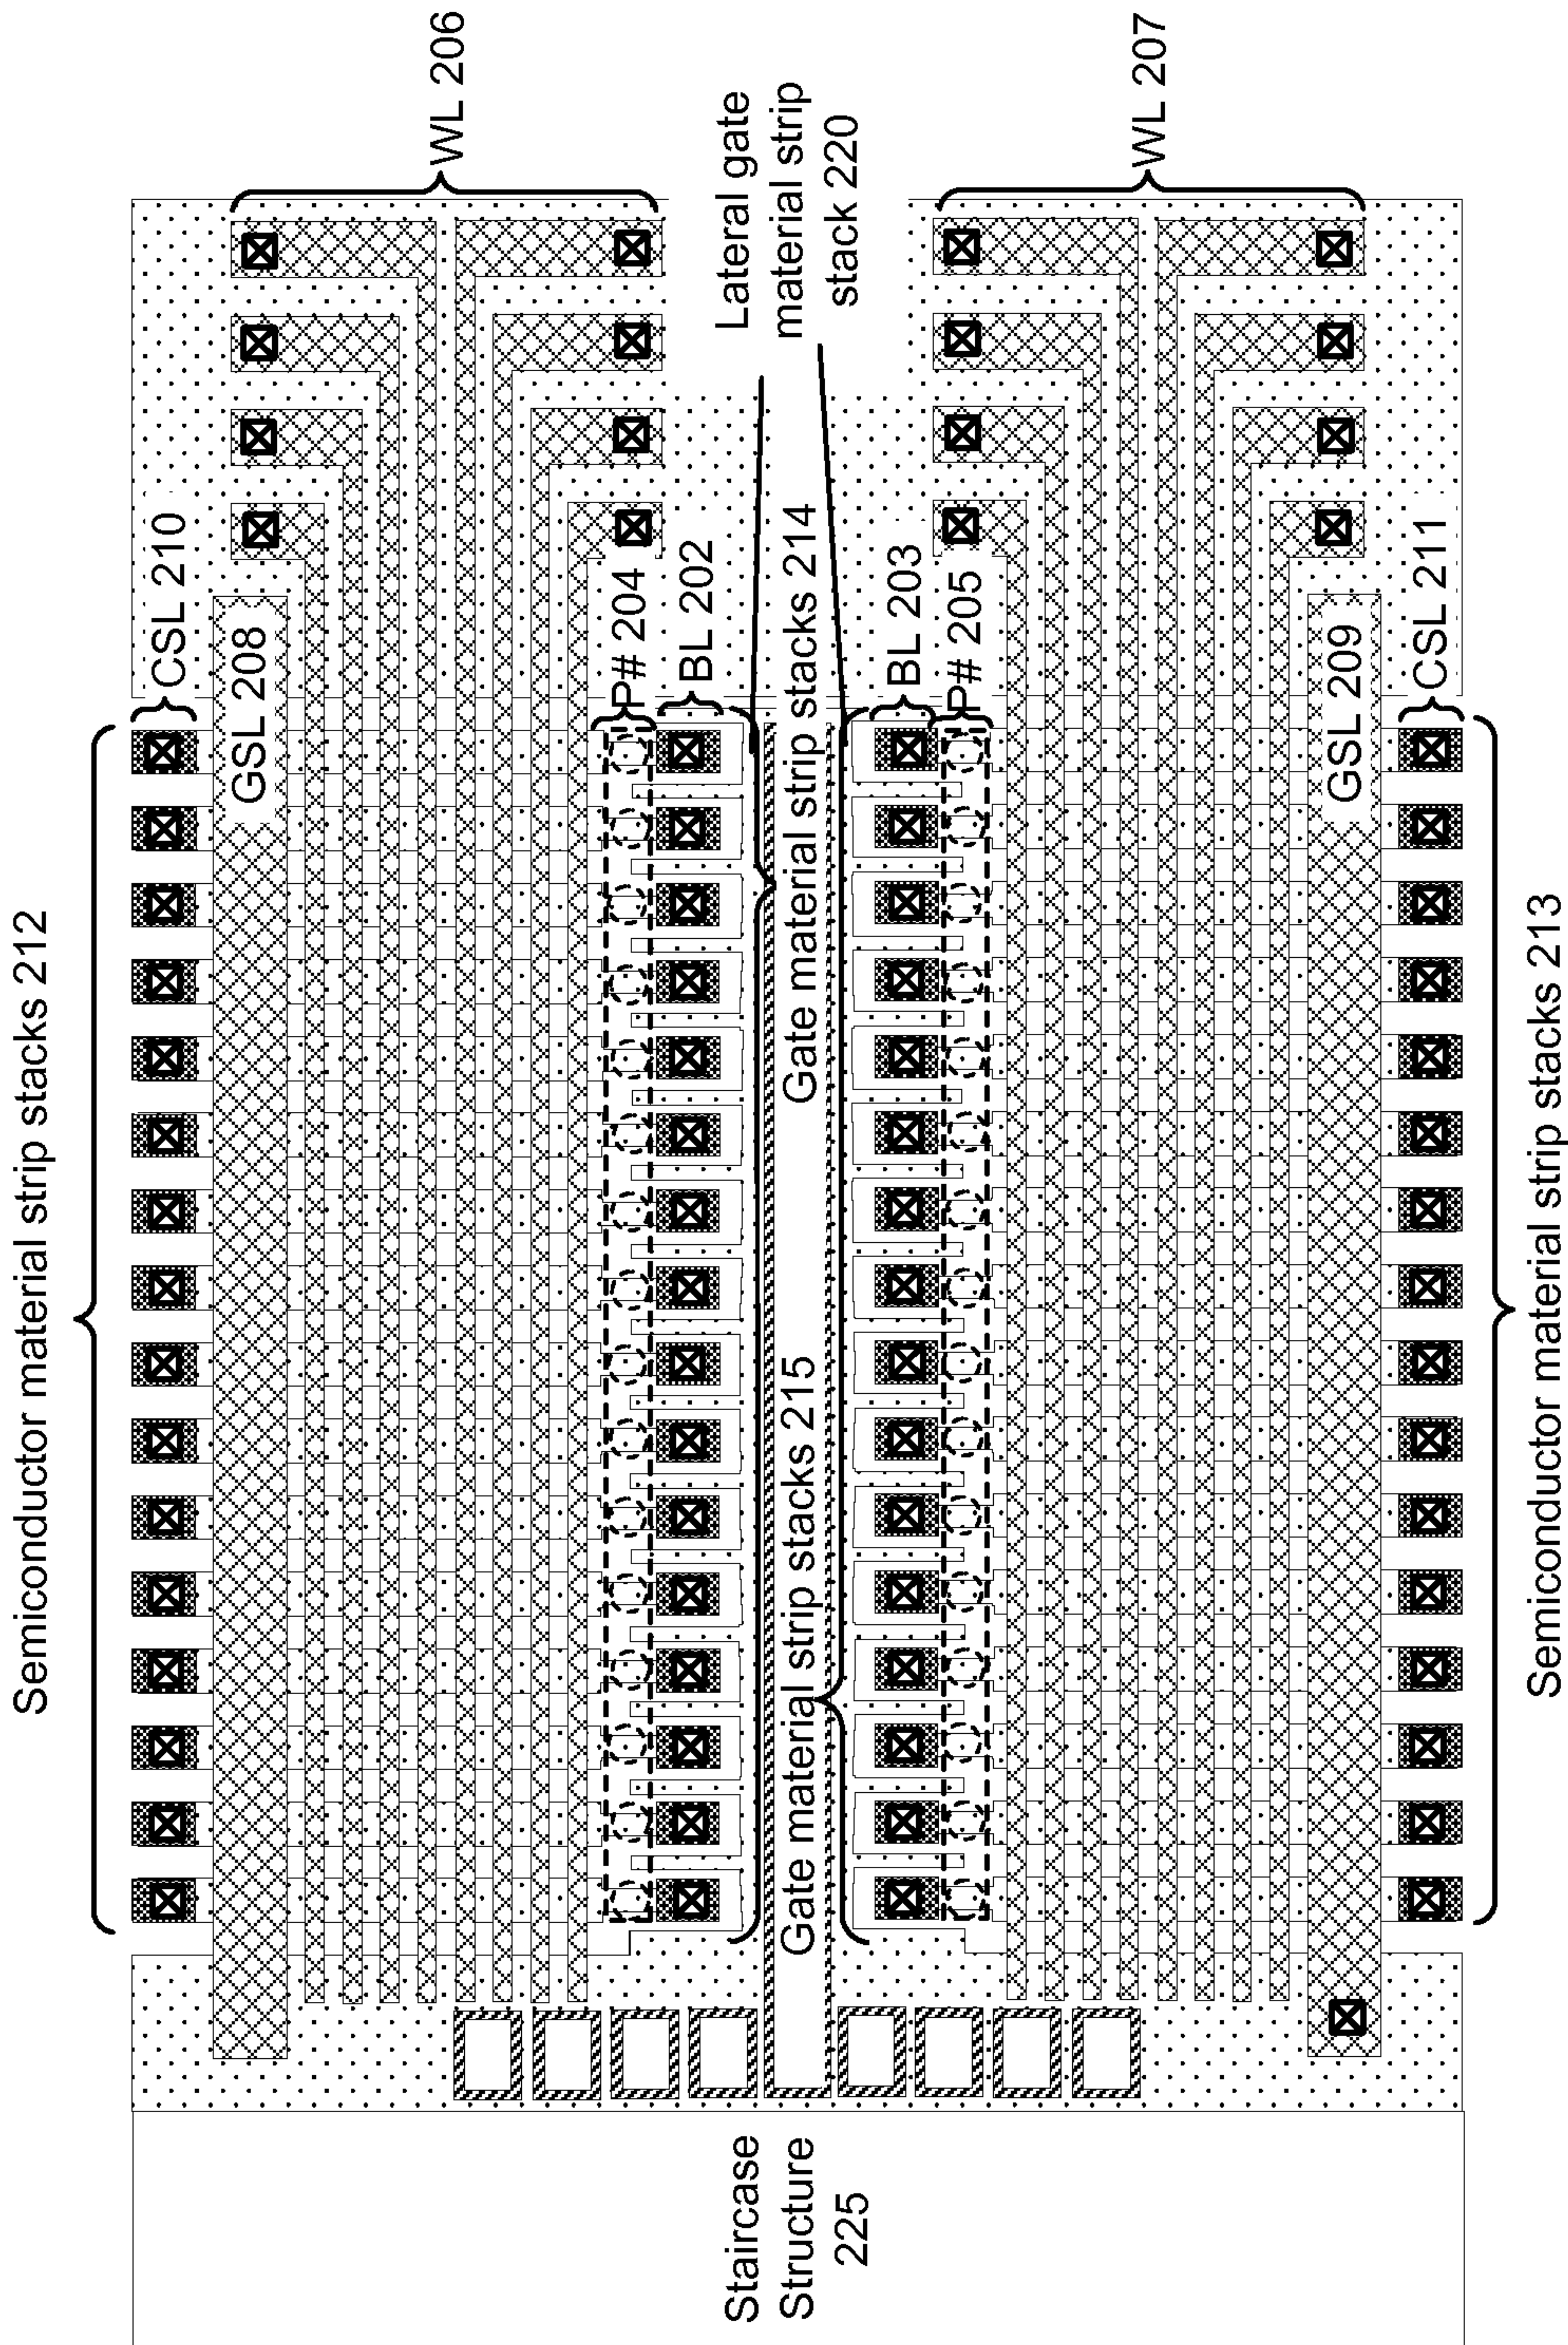 Semiconductor material strip stacks 212
CSL 210
GSL 208
WL 206
P# 204
BL 202
Lateral gate
material strip
stack 220
Gate material strip stacks 214
Gate material strip stacks 215
BL 203
P# 205
WL 207
GSL 209
CSL 211
Semiconductor material strip stacks 213
Staircase
Structure
225